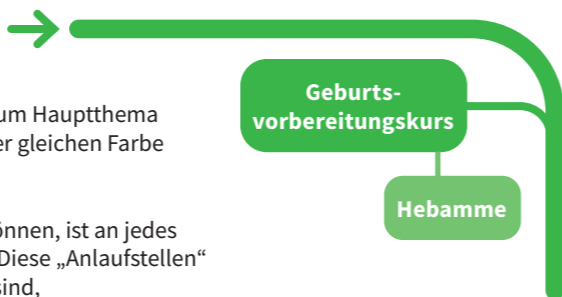 um Hauptthema
er gleichen Farbe
önnen, ist an jedes
Diese „Anlaufstellen“
sind,
Geburts-
vorbereitungskurs
Hebamme